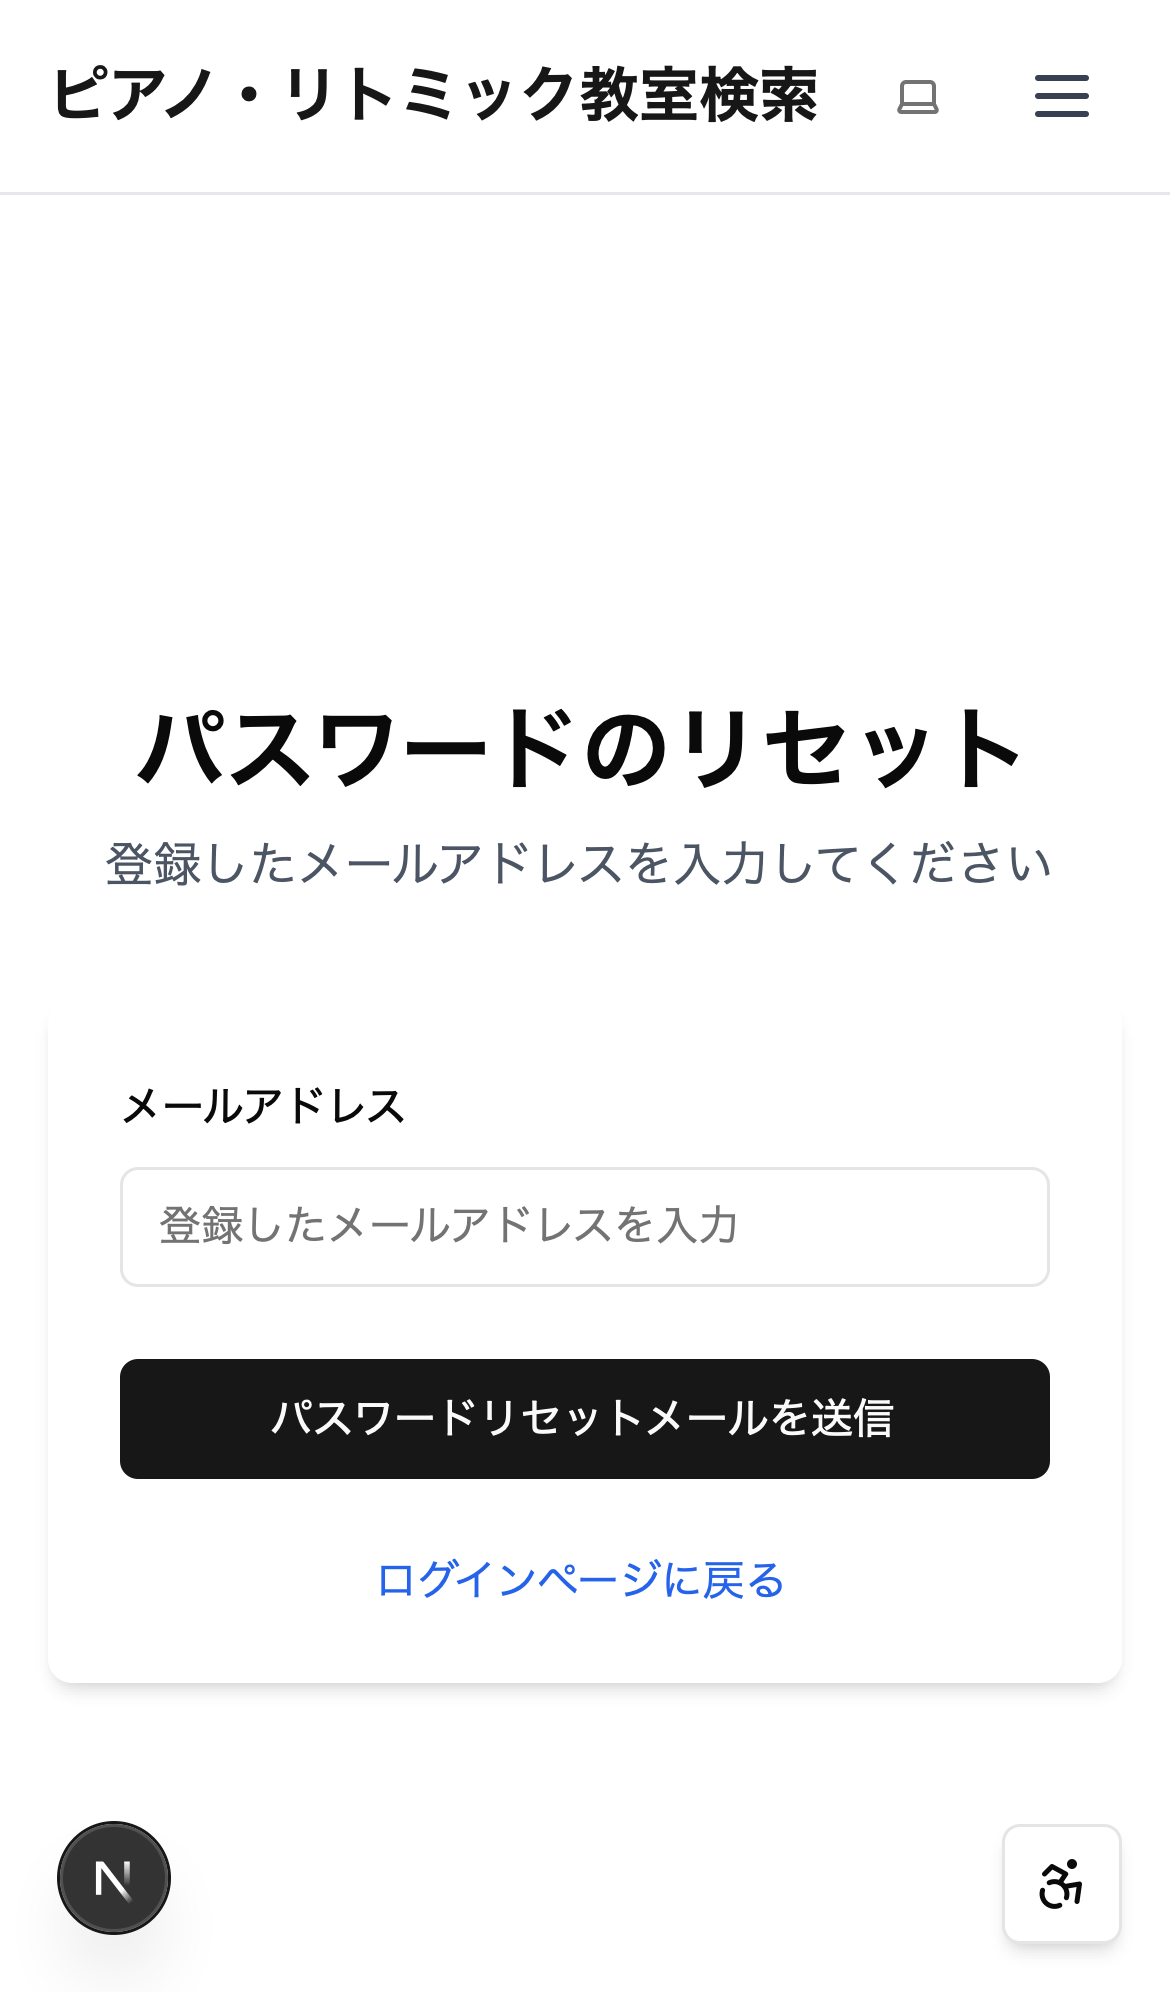 ピアノ・リトミック教室検索
パスワードのリセット
登録したメールアドレスを入力してください
メールアドレス
登録したメールアドレスを入力
パスワードリセットメールを送信
ログインページに戻る
N